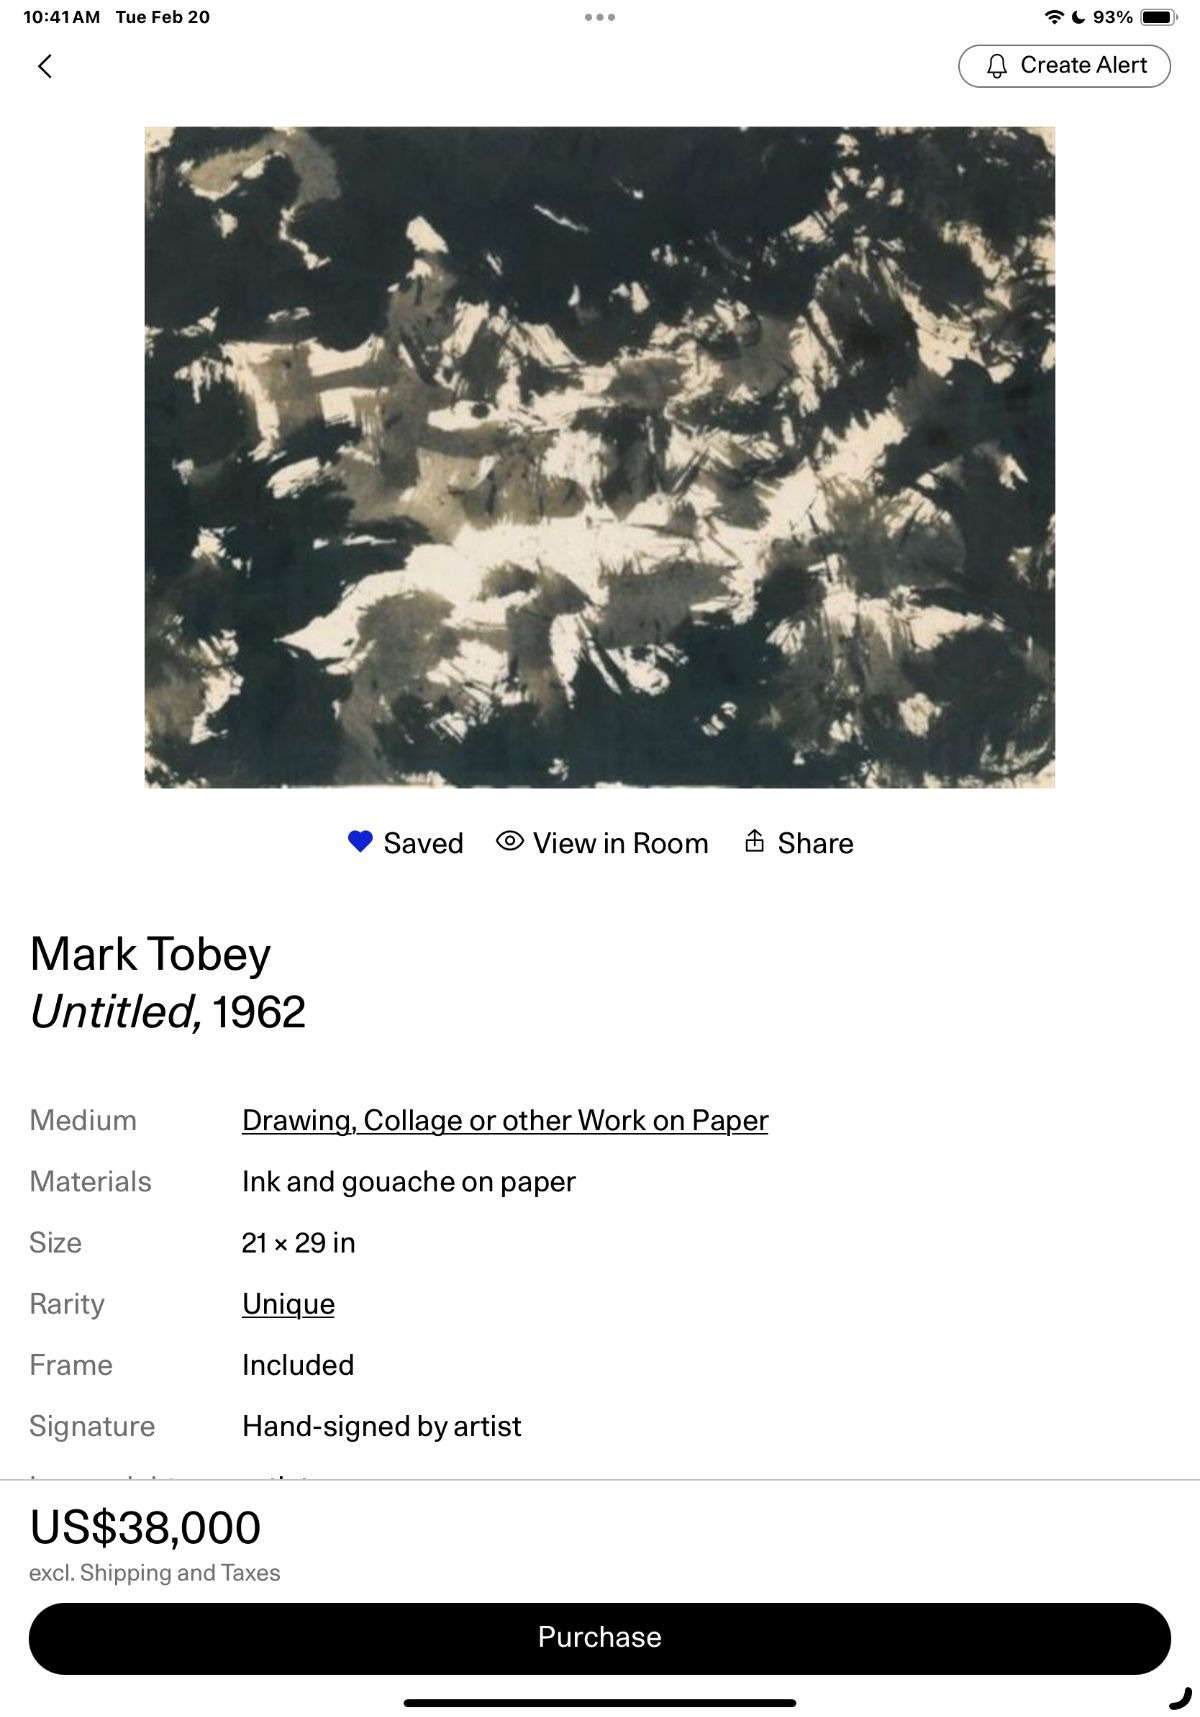 10:41 AM Tue Feb 20
93%
Create Alert
Saved View in Room Share
Mark Tobey
Untitled, 1962
Medium Drawing, Collage or other Work on Paper
Materials Ink and gouache on paper
Size 21 × 29 in
Rarity Unique
Frame Included
Signature Hand-signed by artist
US$38,000
excl. Shipping and Taxes
Purchase